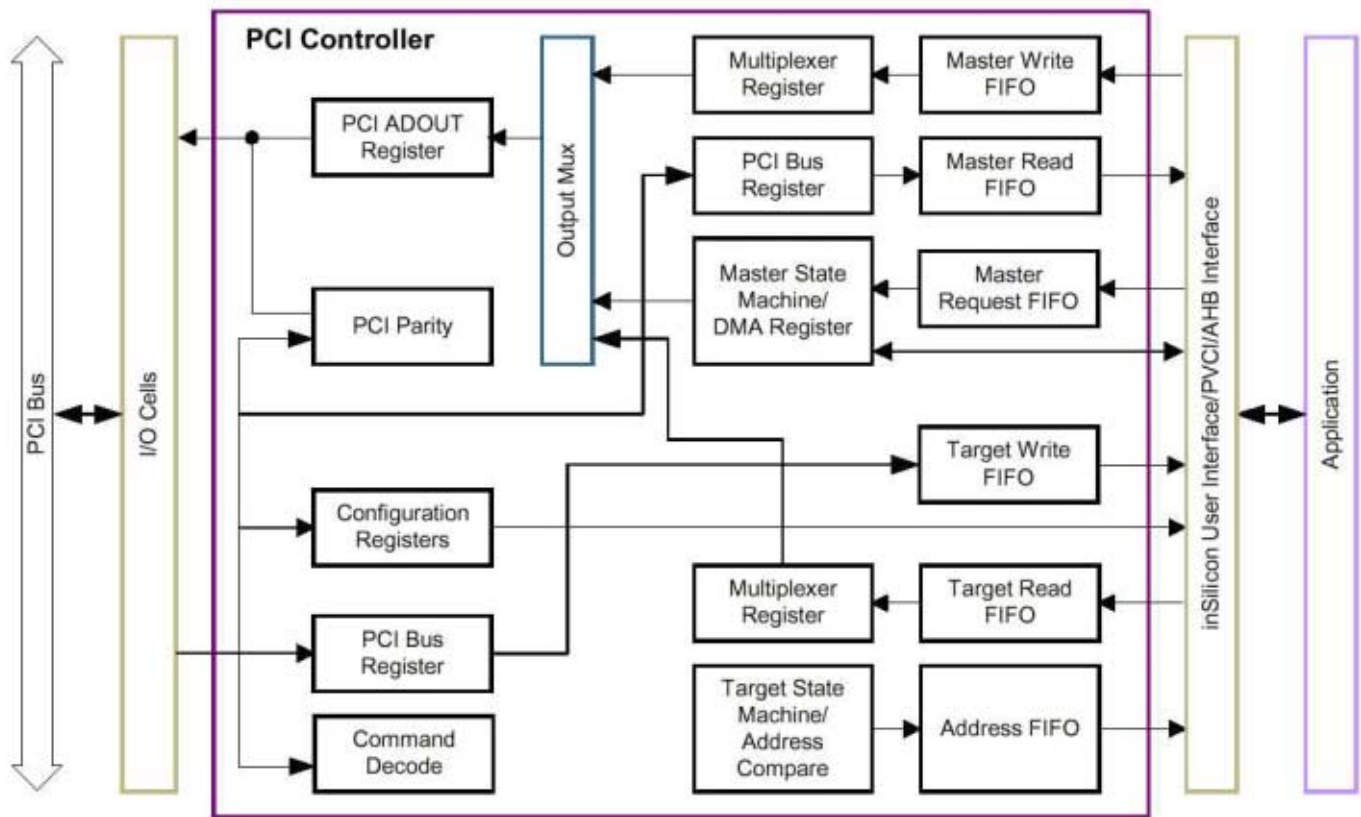 PCI Controller
PCI Bus
I/O Cells
PCI ADOUT
Register
PCI Parity
Configuration
Registers
PCI Bus
Register
Command
Decode
Output Mux
Multiplexer
Register
Master Write
FIFO
PCI Bus
Register
Master Read
FIFO
Master State
Machine/
DMA Register
Master
Request FIFO
Target Write
FIFO
Multiplexer
Register
Target Read
FIFO
Target State
Machine/
Address
Compare
Address FIFO
inSilicon User Interface/PVCI/AHB Interface
Application